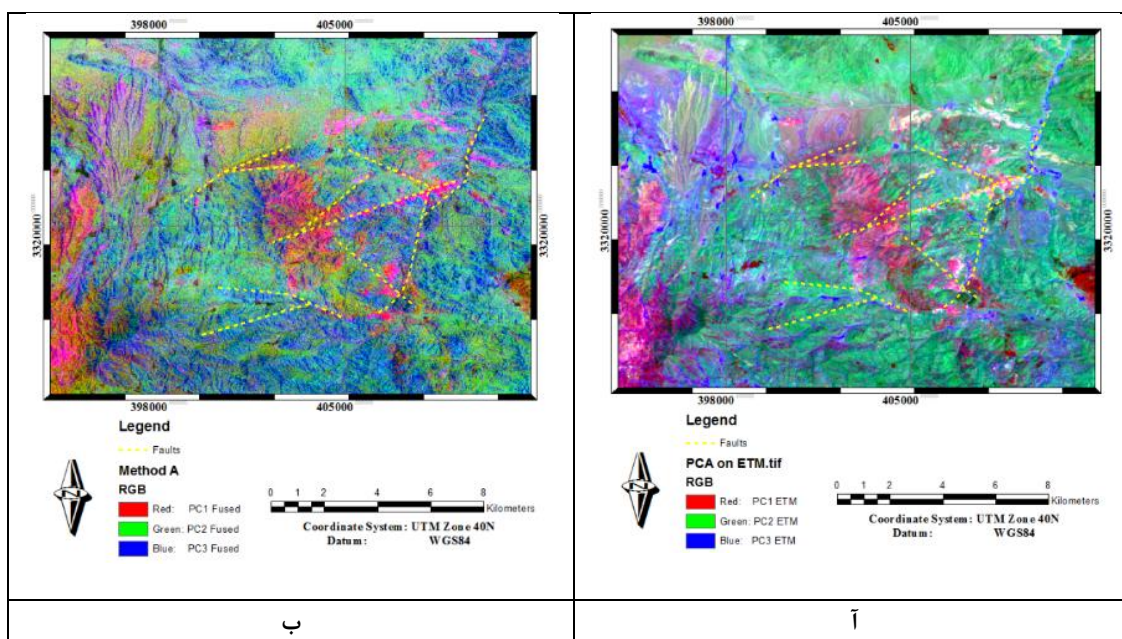 398000 405000
3320000 3320000
398000 405000
Legend
Faults
Method A
RGB
Red: PC1 Fused
Green: PC2 Fused
Blue: PC3 Fused
N
0 2 4 6 8
Kilometers
Coordinate System: UTM Zone 40N
Datum: WGS84
ب
398000 405000
3320000 3320000
398000 405000
Legend
Faults
PCA on ETM.tif
RGB
Red: PC1 ETM
Green: PC2 ETM
Blue: PC3 ETM
N
0 2 4 6 8
Kilometers
Coordinate System: UTM Zone 40N
Datum: WGS84
آ